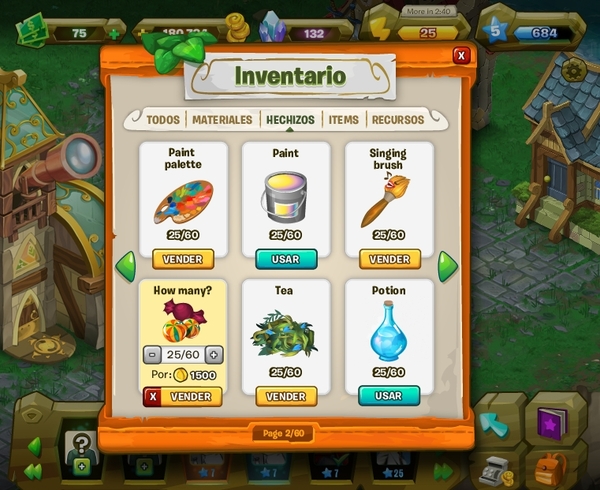 More in 2:40
75
132
25
5
684
X
Inventario
TODOS
MATERIALES
HECHIZOS
ITEMS
RECURSOS
Paint
palette
Paint
Singing
brush
25/60
25/60
25/60
VENDER
USAR
VENDER
How many?
Tea
Potion
- 25/60 +
Por: 1500
25/60
25/60
X VENDER
VENDER
USAR
Page 2/60
?
7
7
25